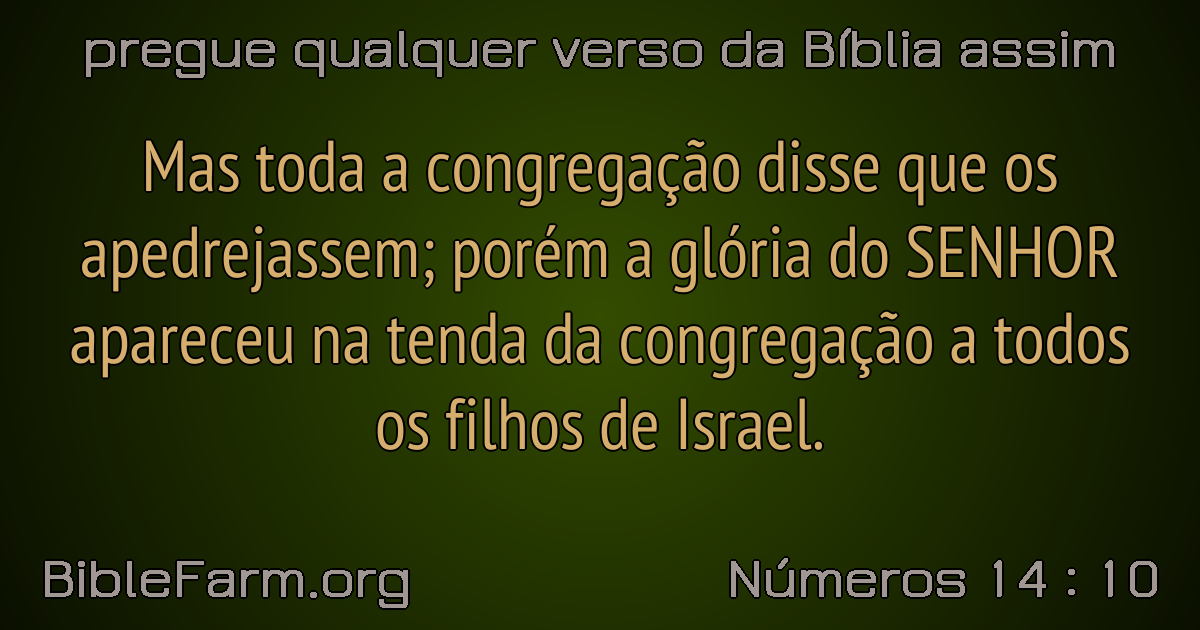 pregue qualquer verso da Bíblia assim
Mas toda a congregação disse que os
apedrejassem; porém a glória do SENHOR
apareceu na tenda da congregação a todos
os filhos de Israel.
BibleFarm.org
Números 14 : 10